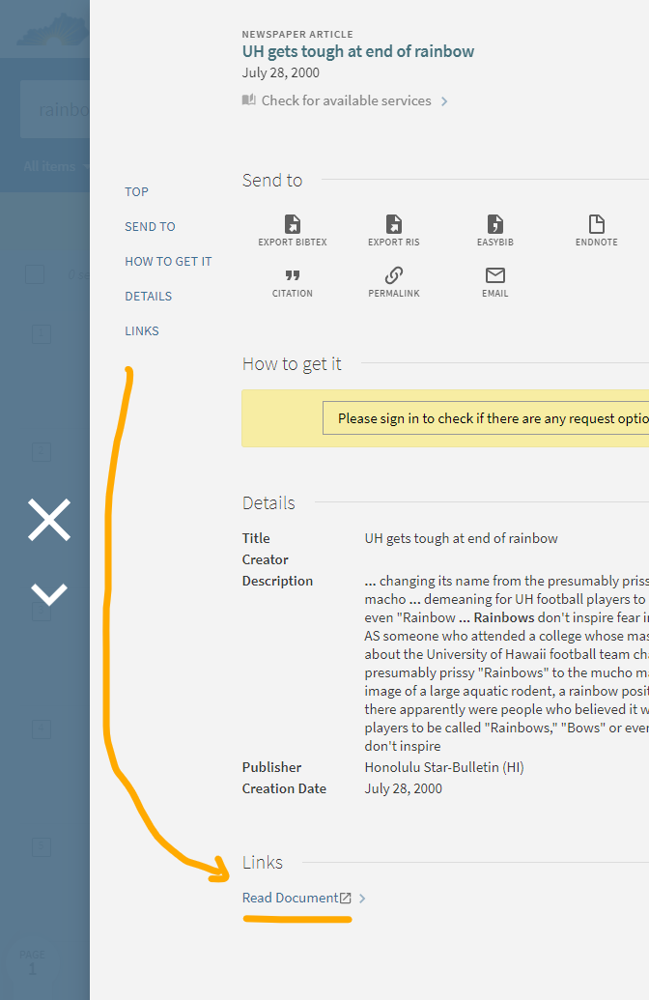 NEWSPAPER ARTICLE
UH gets tough at end of rainbow
July 28, 2000
Check for available services
rainbo
All items
TOP
SEND TO
HOW TO GET IT
DETAILS
LINKS
Send to
EXPORT BIBTEX
EXPORT RIS
EASYBIB
ENDNOTE
CITATION
PERMALINK
EMAIL
How to get it
Please sign in to check if there are any request optio
Details
Title UH gets tough at end of rainbow
Creator
Description ... changing its name from the presumably priss
macho ... demeaning for UH football players to
even "Rainbow ... Rainbows don't inspire fear i
AS someone who attended a college whose mas
about the University of Hawaii football team cha
presumably prissy "Rainbows" to the mucho ma
image of a large aquatic rodent, a rainbow posit
there apparently were people who believed it w
players to be called "Rainbows," "Bows" or ever
don't inspire
Publisher Honolulu Star-Bulletin (HI)
Creation Date July 28, 2000
Links
Read Document
PAGE
1